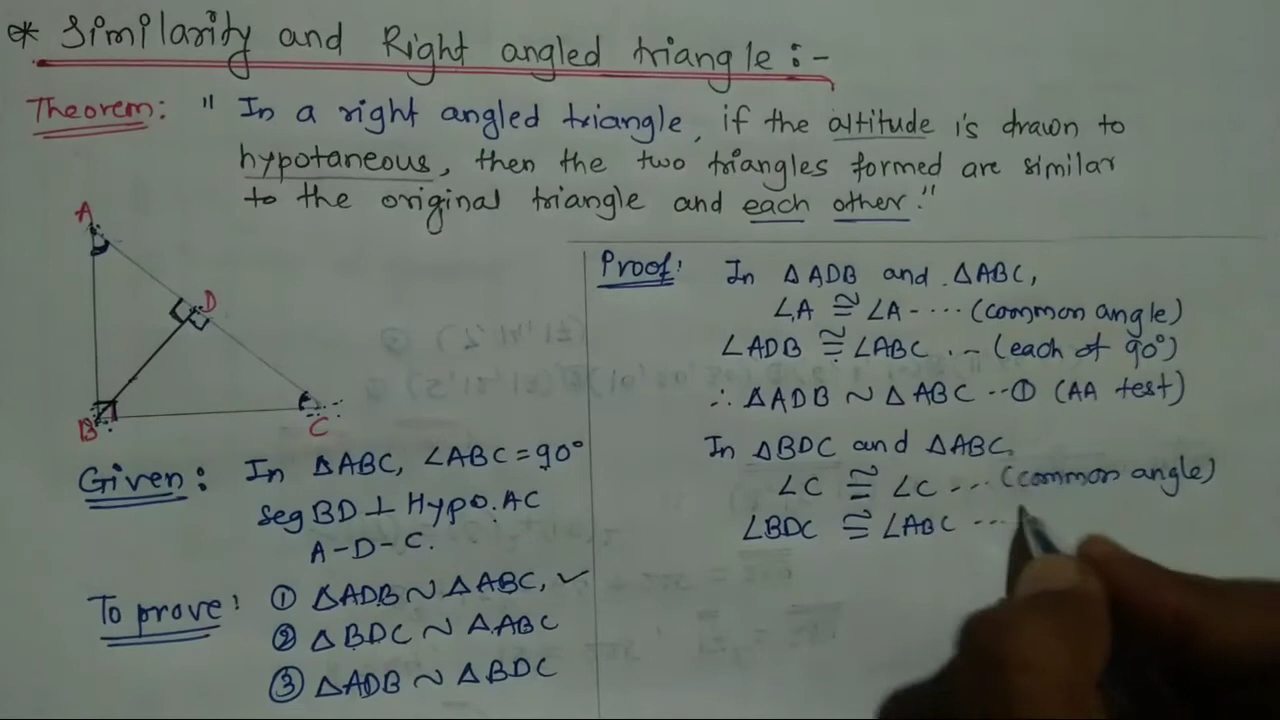 * Similarity and Right angled triangle :-
Theorem: " In a right angled triangle, if the altitude is drawn to
hypotaneous, then the two triangles formed are similar
to the original triangle and each other."
A
D
B
C
Given: In ΔABC, ∠ABC = 90°
seg BD ⊥ Hypo. AC
A-D-C.
To prove: ① ΔADB ~ ΔABC, ✓
② ΔBDC ~ ΔABC
③ ΔADB ~ ΔBDC
Proof: In ΔADB and ΔABC,
∠A ≅ ∠A .... (common angle)
∠ADB ≅ ∠ABC .. (each of 90°)
∴ ΔADB ~ ΔABC ..① (AA test)
In ΔBDC and ΔABC,
∠C ≅ ∠C ... (common angle)
∠BDC ≅ ∠ABC ...